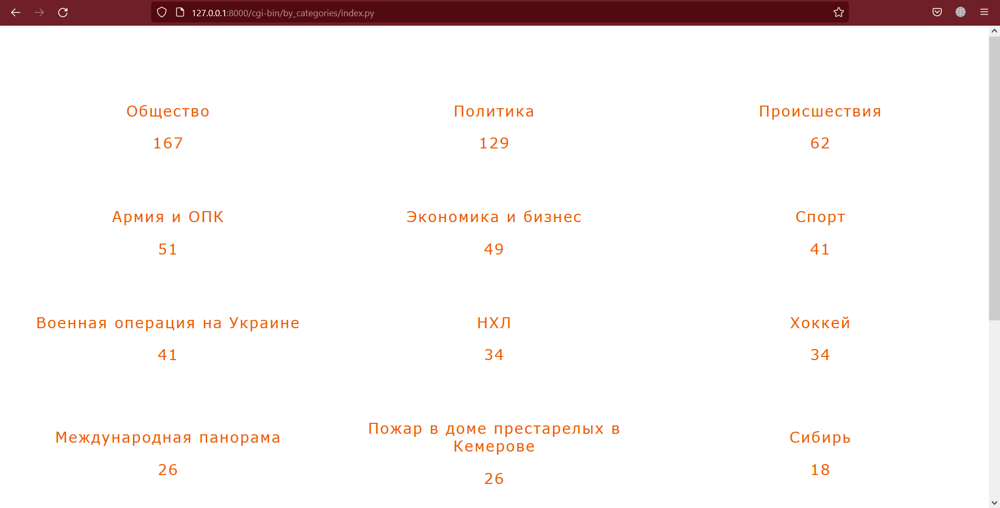 127.0.0.1:8000/cgi-bin/by_categories/index.py
Общество
Политика
Происшествия
167
129
62
Армия и ОПК
Экономика и бизнес
Спорт
51
49
41
Военная операция на Украине
НХЛ
Хоккей
41
34
34
Международная панорама
Пожар в доме престарелых в
Кемерове
Сибирь
26
26
18